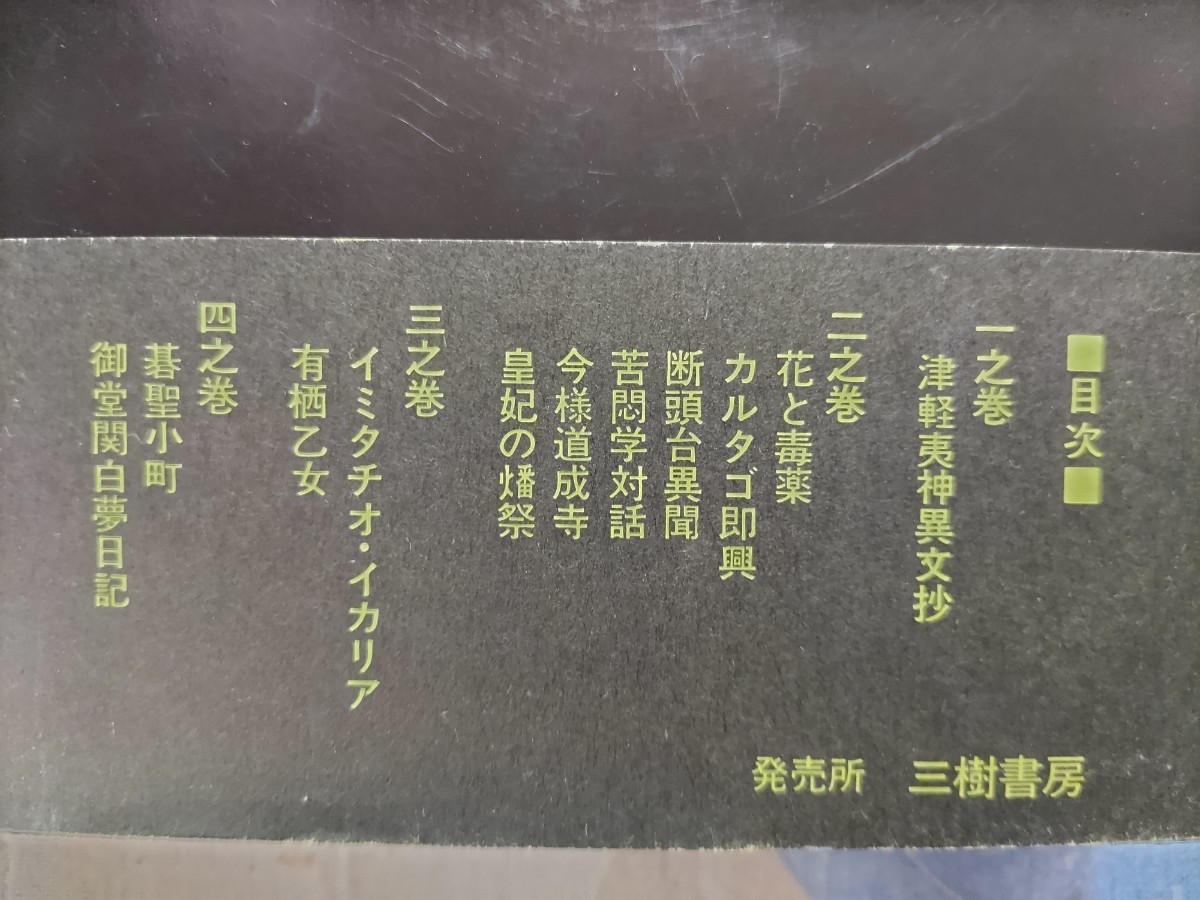 ■目次■
一之巻
津軽夷神異文抄
二之巻
花と毒薬
カルタゴ即興
断頭台異聞
苦悶学対話
今様道成寺
皇妃の燔祭
三之巻
イミタチオ・イカリア
有栖乙女
四之巻
碁聖小町
御堂関白夢日記
発売所 三樹書房